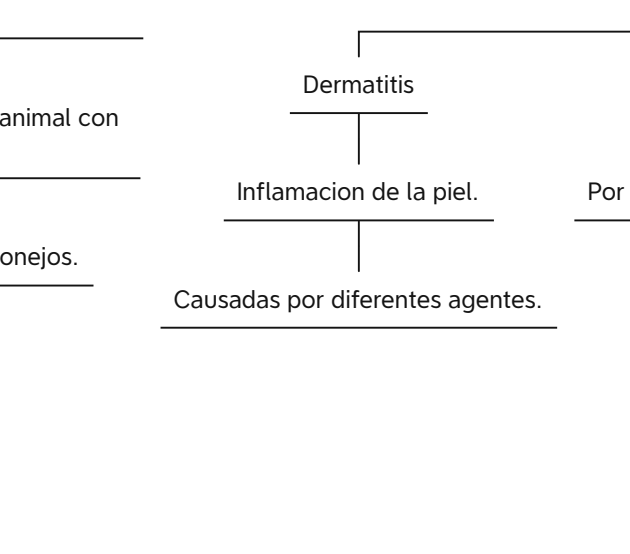 Dermatitis
animal con
Inflamacion de la piel.
Por
onejos.
Causadas por diferentes agentes.